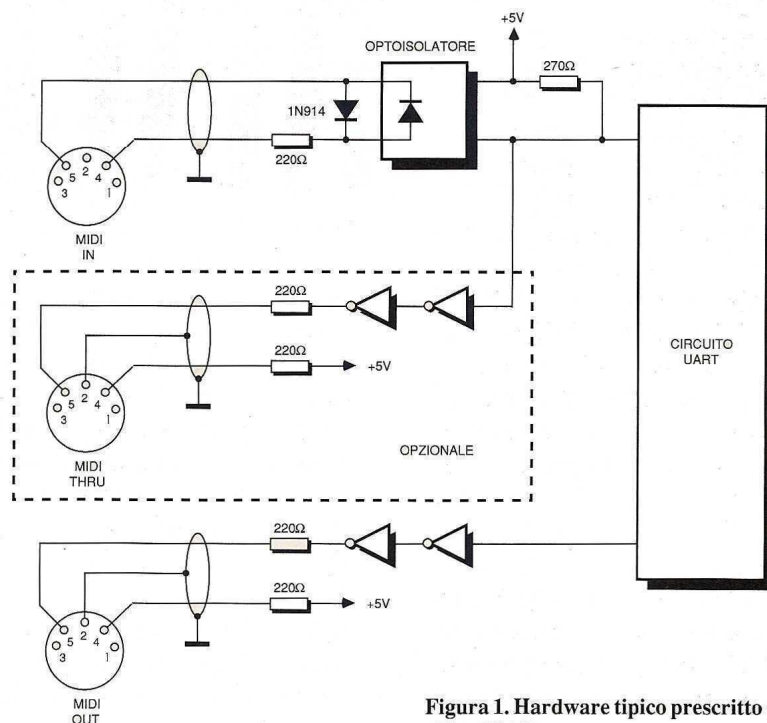 +5V
OPTOISOLATORE
270Ω
1N914
220Ω
5 2 4
3 1
MIDI
IN
220Ω
220Ω
+5V
5 2 4
3 1
MIDI
THRU
OPZIONALE
CIRCUITO
UART
220Ω
220Ω
+5V
5 2 4
3 1
MIDI
OUT
Figura 1. Hardware tipico prescritto